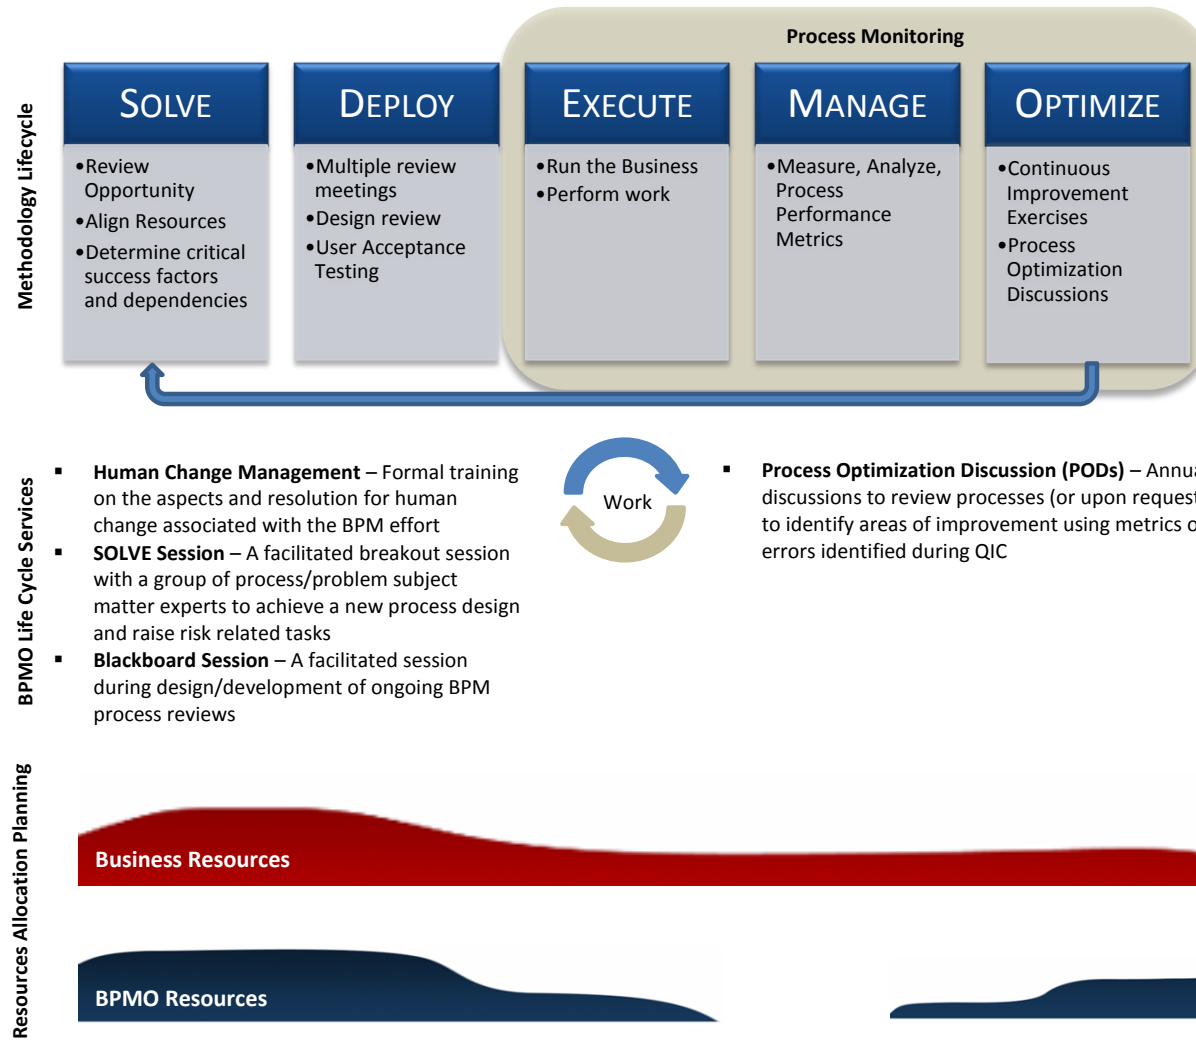 Process Monitoring
Methodology Lifecycle
SOLVE
•Review
Opportunity
•Align Resources
•Determine critical
success factors
and dependencies
DEPLOY
•Multiple review
meetings
•Design review
•User Acceptance
Testing
EXECUTE
•Run the Business
•Perform work
MANAGE
•Measure, Analyze,
Process
Performance
Metrics
OPTIMIZE
•Continuous
Improvement
Exercises
•Process
Optimization
Discussions
BPMO Life Cycle Services
▪ Human Change Management – Formal training
on the aspects and resolution for human
change associated with the BPM effort
▪ SOLVE Session – A facilitated breakout session
with a group of process/problem subject
matter experts to achieve a new process design
and raise risk related tasks
▪ Blackboard Session – A facilitated session
during design/development of ongoing BPM
process reviews
Work
▪ Process Optimization Discussion (PODs) –
discussions to review processes (or upon request
to identify areas of improvement using metrics
errors identified during QIC
Resources Allocation Planning
Business Resources
BPMO Resources